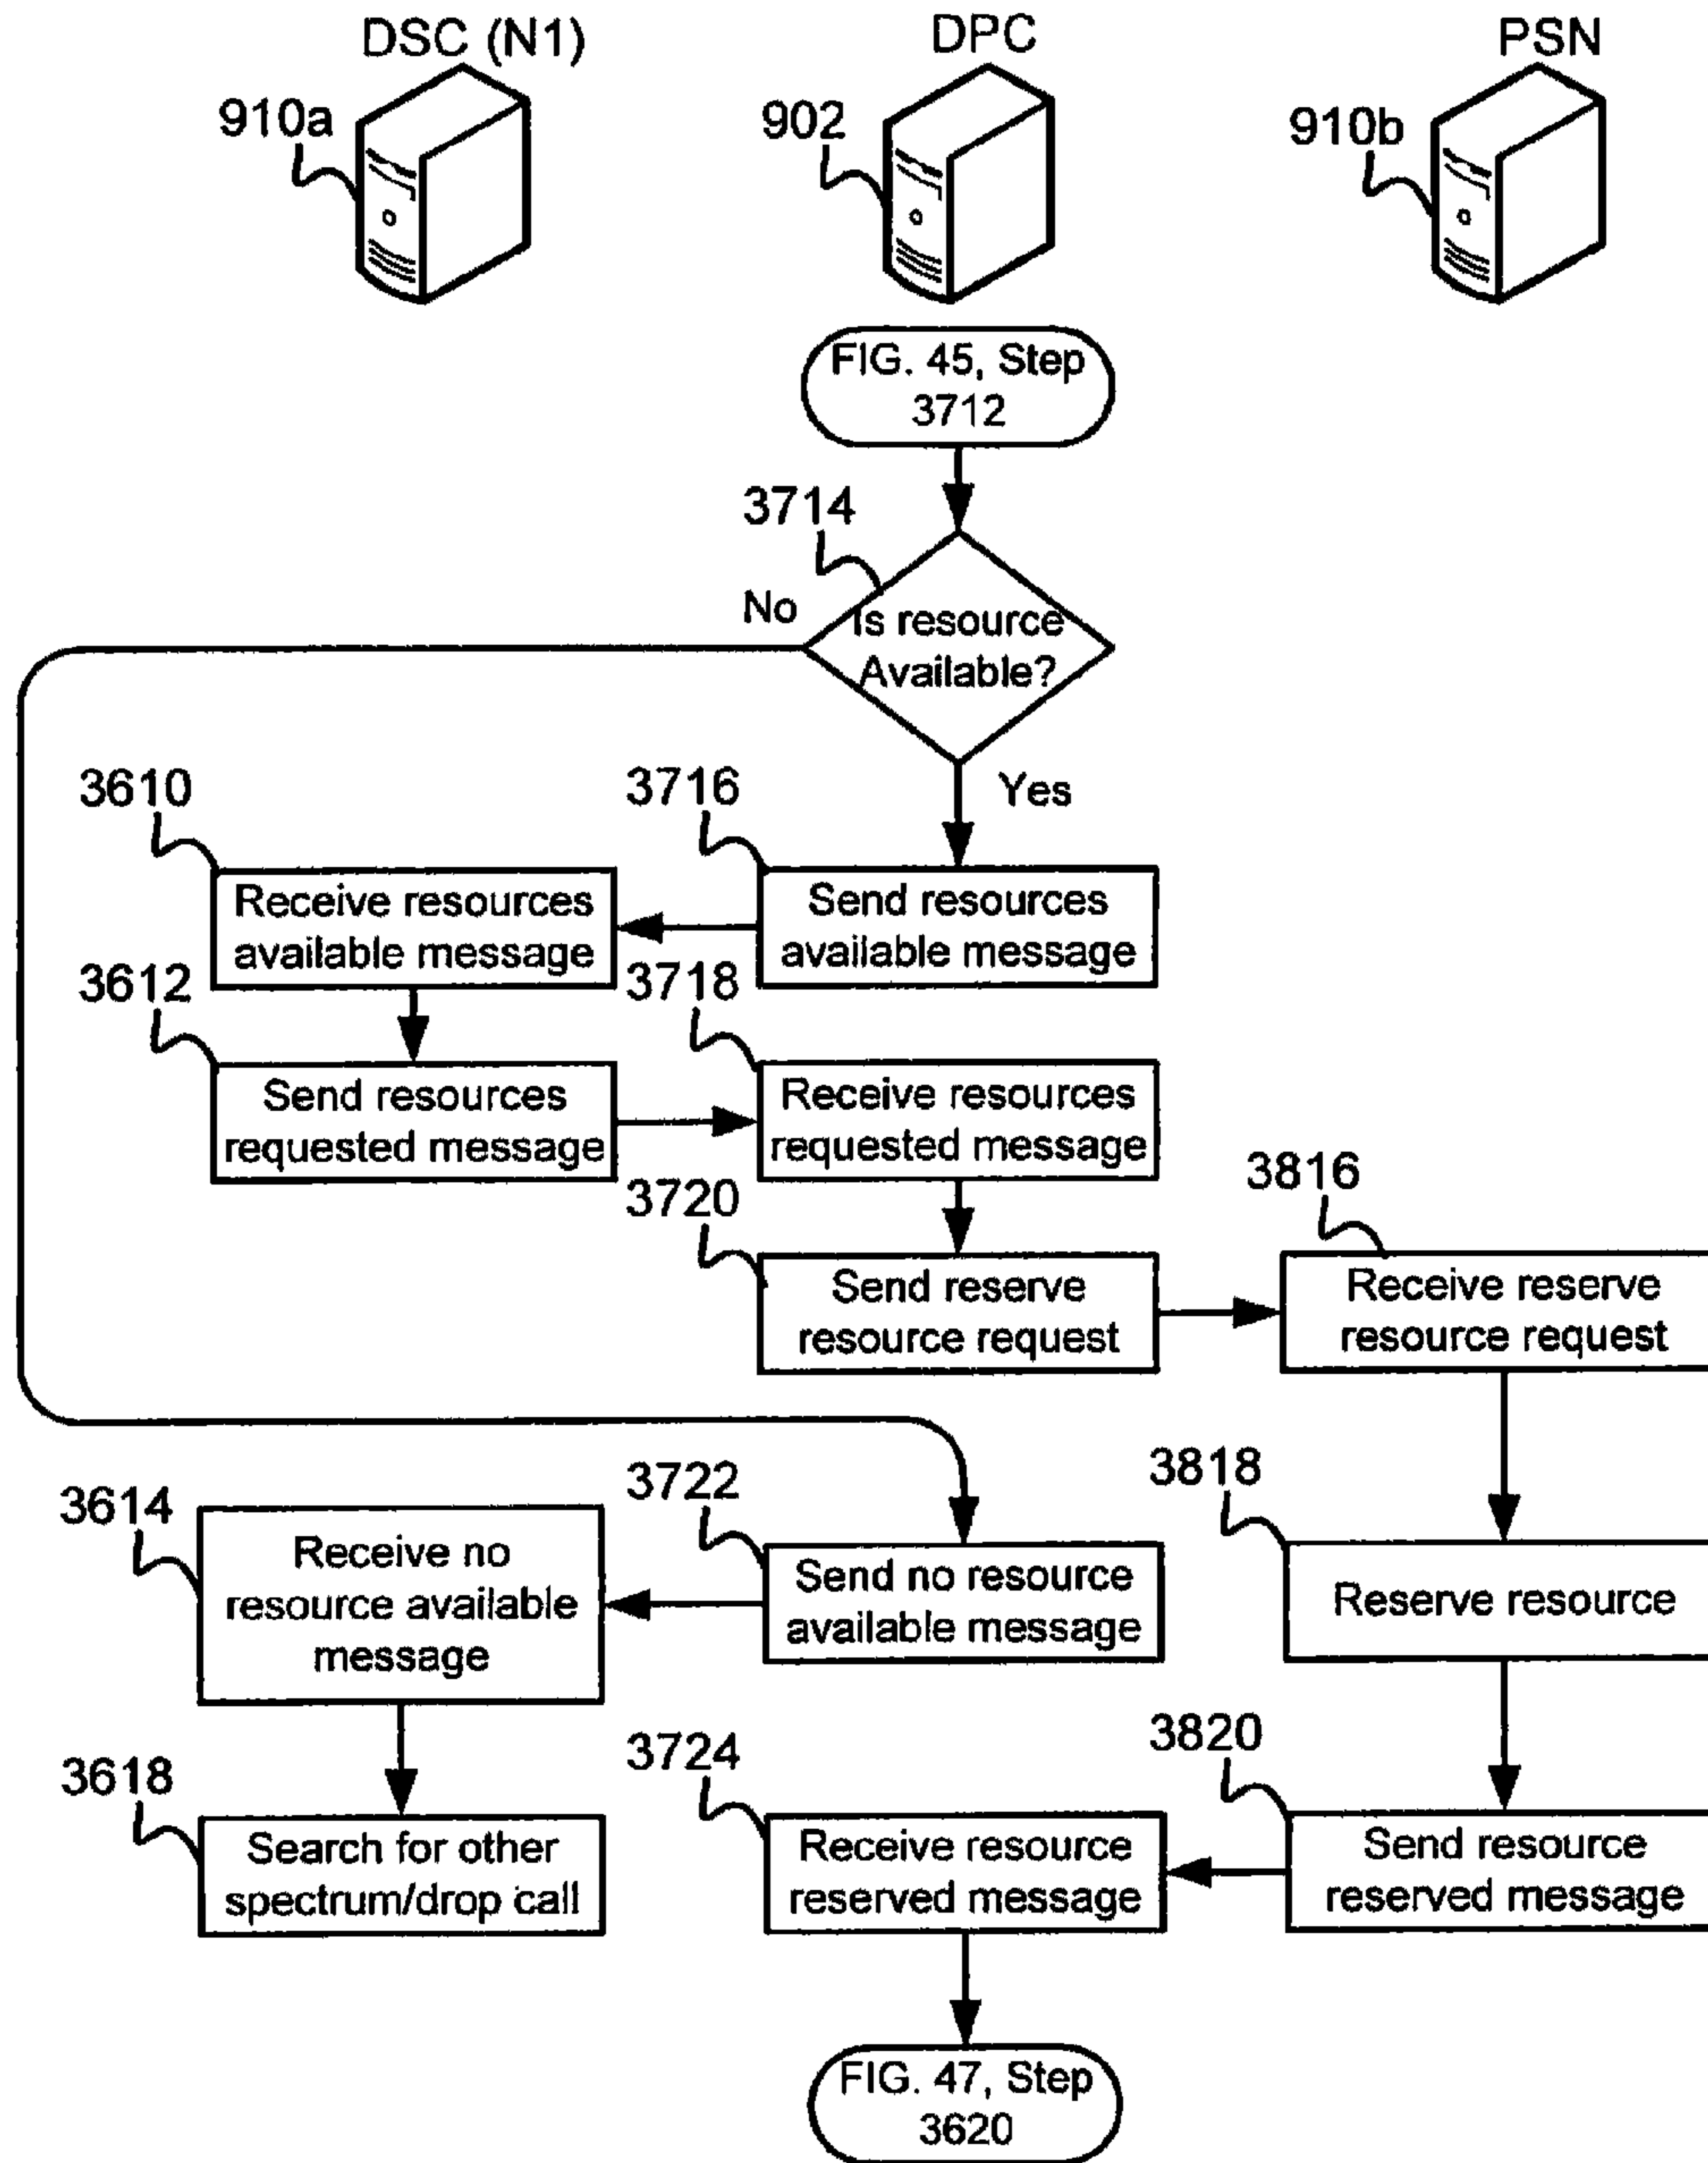 DSC (N1)
DPC
PSN
910a
902
910b
FIG. 45, Step
3712
3714
No
Is resource
Available?
Yes
3610
3716
Receive resources
available message
Send resources
available message
3612
3718
Send resources
requested message
Receive resources
requested message
3720
3816
Send reserve
resource request
Receive reserve
resource request
3614
3722
3818
Receive no
resource available
message
Send no resource
available message
Reserve resource
3618
3724
3820
Search for other
spectrum/drop call
Receive resource
reserved message
Send resource
reserved message
FIG. 47, Step
3620